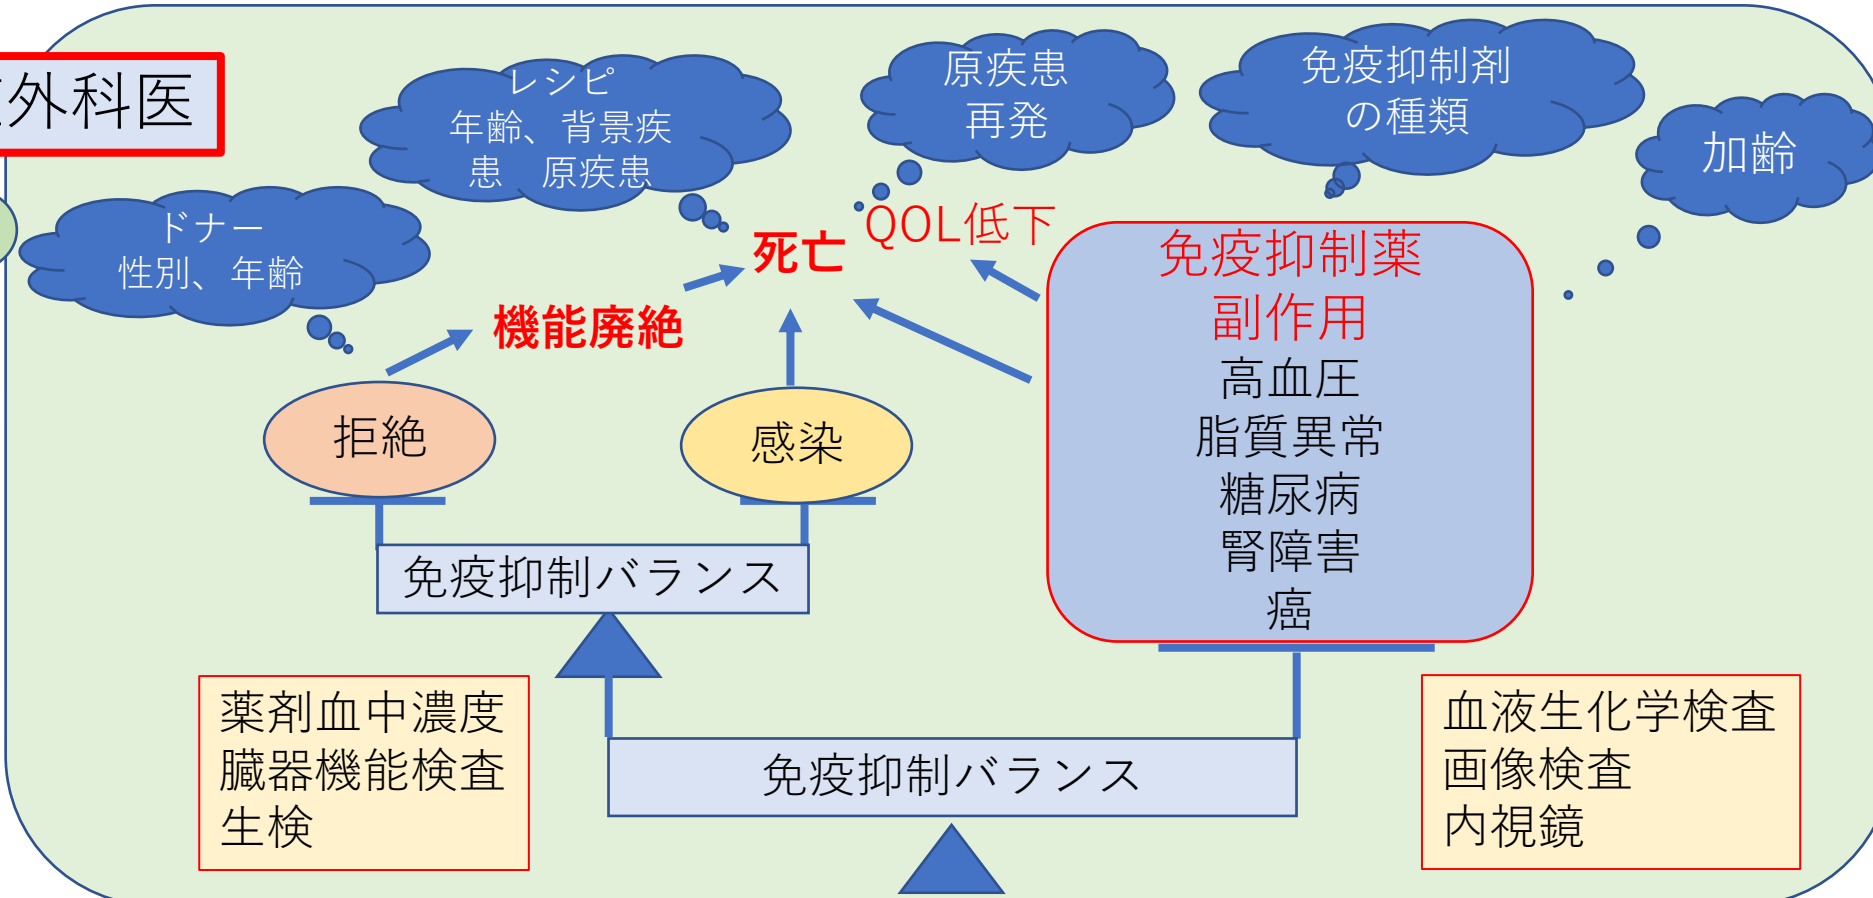 外科医
レシピ
年齢、背景疾
患　原疾患
原疾患
再発
免疫抑制剤
の種類
加齢
ドナー
性別、年齢
死亡
QOL低下
機能廃絶
免疫抑制薬
副作用
高血圧
脂質異常
糖尿病
腎障害
癌
拒絶
感染
免疫抑制バランス
薬剤血中濃度
臓器機能検査
生検
免疫抑制バランス
血液生化学検査
画像検査
内視鏡